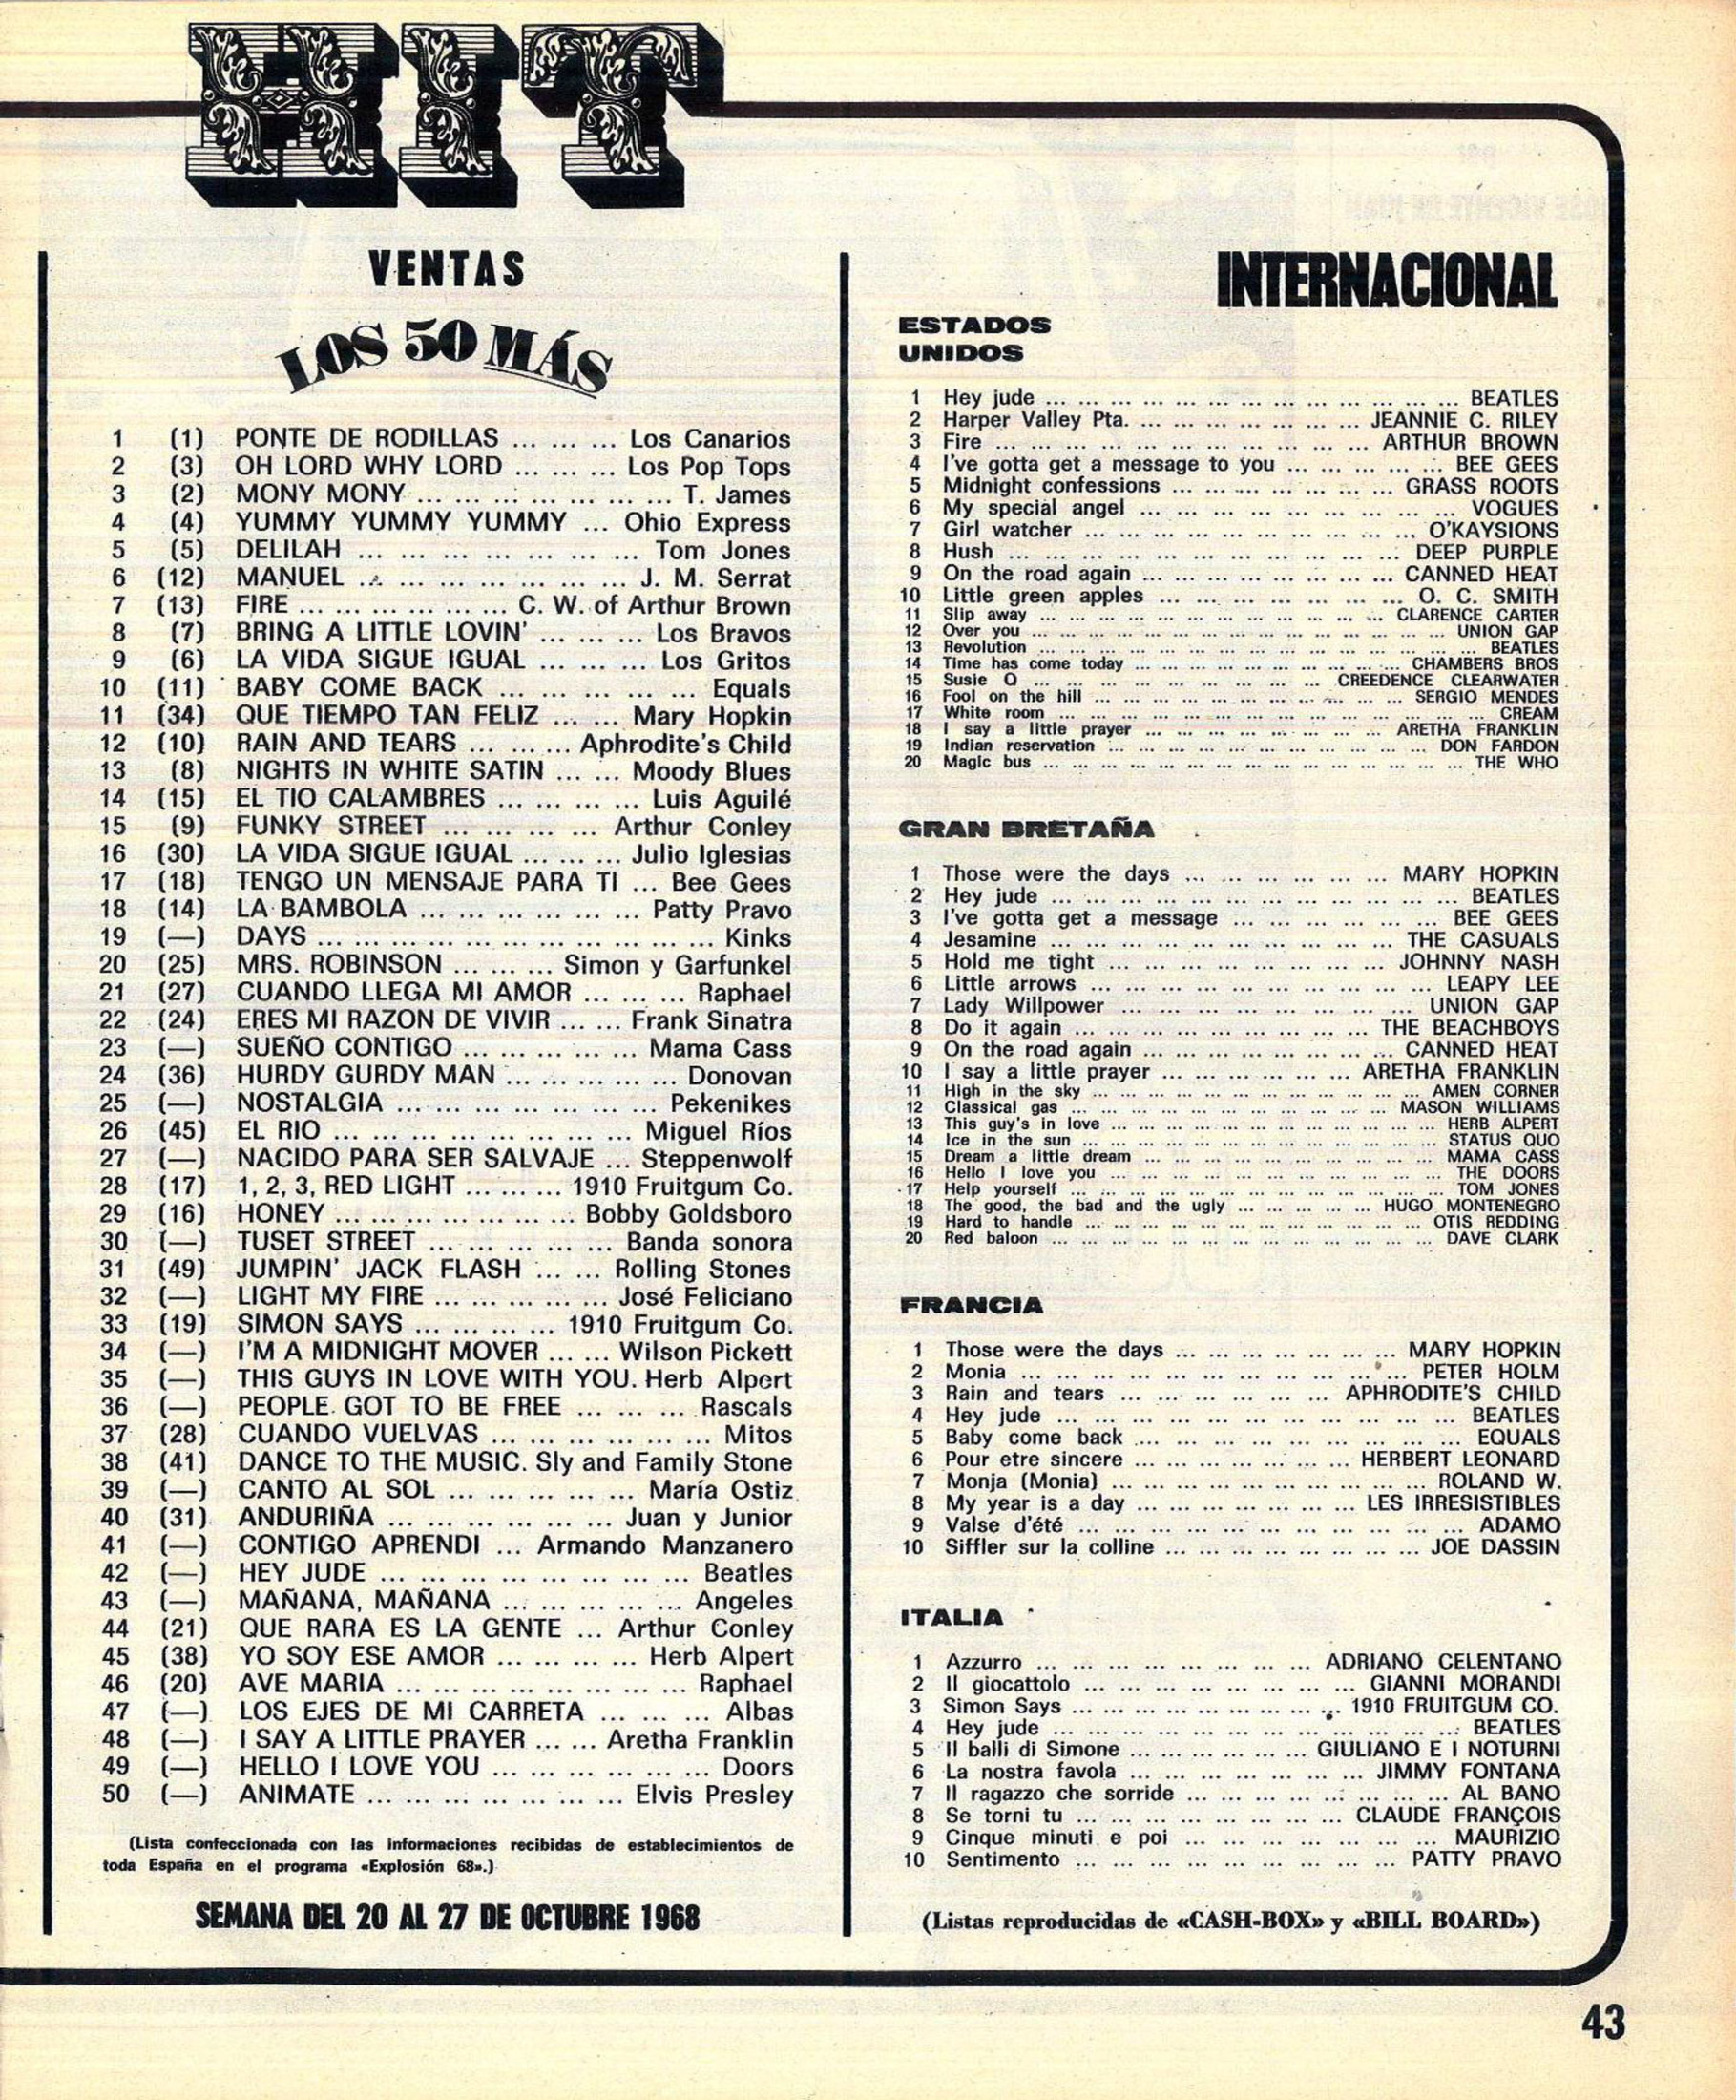 HIT
VENTAS
LOS 50 MÁS
1 (1) PONTE DE RODILLAS ... ... ... Los Canarios
2 (3) OH LORD WHY LORD ... ... ... Los Pop Tops
3 (2) MONY MONY ... ... ... ... ... ... ... T. James
4 (4) YUMMY YUMMY YUMMY ... Ohio Express
5 (5) DELILAH ... ... ... ... ... ... ... Tom Jones
6 (12) MANUEL ... ... ... ... ... ... ... J. M. Serrat
7 (13) FIRE ... ... ... ... ... ... C. W. of Arthur Brown
8 (7) BRING A LITTLE LOVIN' ... ... ... Los Bravos
9 (6) LA VIDA SIGUE IGUAL ... ... ... Los Gritos
10 (11) BABY COME BACK ... ... ... ... ... Equals
11 (34) QUE TIEMPO TAN FELIZ ... ... Mary Hopkin
12 (10) RAIN AND TEARS ... ... ... Aphrodite's Child
13 (8) NIGHTS IN WHITE SATIN ... ... Moody Blues
14 (15) EL TIO CALAMBRES ... ... ... ... Luis Aguilé
15 (9) FUNKY STREET ... ... ... ... Arthur Conley
16 (30) LA VIDA SIGUE IGUAL ... ... ... Julio Iglesias
17 (18) TENGO UN MENSAJE PARA TI ... Bee Gees
18 (14) LA BAMBOLA ... ... ... ... ... ... Patty Pravo
19 (—) DAYS ... ... ... ... ... ... ... ... ... ... ... Kinks
20 (25) MRS. ROBINSON ... ... ... Simon y Garfunkel
21 (27) CUANDO LLEGA MI AMOR ... ... ... Raphael
22 (24) ERES MI RAZON DE VIVIR ... ... Frank Sinatra
23 (—) SUEÑO CONTIGO ... ... ... ... ... Mama Cass
24 (36) HURDY GURDY MAN ... ... ... ... ... Donovan
25 (—) NOSTALGIA ... ... ... ... ... ... ... Pekenikes
26 (45) EL RIO ... ... ... ... ... ... ... ... Miguel Ríos
27 (—) NACIDO PARA SER SALVAJE ... Steppenwolf
28 (17) 1, 2, 3, RED LIGHT ... ... ... 1910 Fruitgum Co.
29 (16) HONEY ... ... ... ... ... ... ... Bobby Goldsboro
30 (—) TUSET STREET ... ... ... ... ... Banda sonora
31 (49) JUMPIN' JACK FLASH ... ... Rolling Stones
32 (—) LIGHT MY FIRE ... ... ... ... ... José Feliciano
33 (19) SIMON SAYS ... ... ... ... 1910 Fruitgum Co.
34 (—) I'M A MIDNIGHT MOVER ... ... Wilson Pickett
35 (—) THIS GUYS IN LOVE WITH YOU. Herb Alpert
36 (—) PEOPLE GOT TO BE FREE ... ... ... Rascals
37 (28) CUANDO VUELVAS ... ... ... ... ... ... Mitos
38 (41) DANCE TO THE MUSIC. Sly and Family Stone
39 (—) CANTO AL SOL ... ... ... ... ... María Ostiz
40 (31) ANDURIÑA ... ... ... ... ... ... Juan y Junior
41 (—) CONTIGO APRENDI ... Armando Manzanero
42 (—) HEY JUDE ... ... ... ... ... ... ... ... Beatles
43 (—) MAÑANA, MAÑANA ... ... ... ... ... Angeles
44 (21) QUE RARA ES LA GENTE ... Arthur Conley
45 (38) YO SOY ESE AMOR ... ... ... ... Herb Alpert
46 (20) AVE MARIA ... ... ... ... ... ... ... ... Raphael
47 (—) LOS EJES DE MI CARRETA ... ... ... Albas
48 (—) I SAY A LITTLE PRAYER ... ... Aretha Franklin
49 (—) HELLO I LOVE YOU ... ... ... ... ... ... Doors
50 (—) ANIMATE ... ... ... ... ... ... ... Elvis Presley
(Lista confeccionada con las informaciones recibidas de establecimientos de
toda España en el programa «Explosión 68».)
SEMANA DEL 20 AL 27 DE OCTUBRE 1968
INTERNACIONAL
ESTADOS
UNIDOS
1 Hey jude ... ... ... ... ... ... ... ... ... ... ... ... ... BEATLES
2 Harper Valley Pta. ... ... ... ... ... ... ... JEANNIE C. RILEY
3 Fire ... ... ... ... ... ... ... ... ... ... ... ... ARTHUR BROWN
4 I've gotta get a message to you ... ... ... ... ... BEE GEES
5 Midnight confessions ... ... ... ... ... ... ... GRASS ROOTS
6 My special angel ... ... ... ... ... ... ... ... ... ... VOGUES
7 Girl watcher ... ... ... ... ... ... ... ... ... ... O'KAYSIONS
8 Hush ... ... ... ... ... ... ... ... ... ... ... ... DEEP PURPLE
9 On the road again ... ... ... ... ... ... ... ... CANNED HEAT
10 Little green apples ... ... ... ... ... ... ... ... O. C. SMITH
11 Slip away ... ... ... ... ... ... ... ... ... ... ... ... CLARENCE CARTER
12 Over you ... ... ... ... ... ... ... ... ... ... ... ... ... ... ... UNION GAP
13 Revolution ... ... ... ... ... ... ... ... ... ... ... ... ... ... ... ... BEATLES
14 Time has come today ... ... ... ... ... ... ... ... ... ... CHAMBERS BROS
15 Susie Q ... ... ... ... ... ... ... ... ... ... ... CREEDENCE CLEARWATER
16 Fool on the hill ... ... ... ... ... ... ... ... ... ... ... SERGIO MENDES
17 White room ... ... ... ... ... ... ... ... ... ... ... ... ... ... ... CREAM
18 I say a little prayer ... ... ... ... ... ... ... ... ... ARETHA FRANKLIN
19 Indian reservation ... ... ... ... ... ... ... ... ... ... ... DON FARDON
20 Magic bus ... ... ... ... ... ... ... ... ... ... ... ... ... ... ... THE WHO
GRAN BRETAÑA
1 Those were the days ... ... ... ... ... ... ... MARY HOPKIN
2 Hey jude ... ... ... ... ... ... ... ... ... ... ... ... ... BEATLES
3 I've gotta get a message ... ... ... ... ... ... ... BEE GEES
4 Jesamine ... ... ... ... ... ... ... ... ... ... THE CASUALS
5 Hold me tight ... ... ... ... ... ... ... ... ... JOHNNY NASH
6 Little arrows ... ... ... ... ... ... ... ... ... ... LEAPY LEE
7 Lady Willpower ... ... ... ... ... ... ... ... ... UNION GAP
8 Do it again ... ... ... ... ... ... ... ... ... THE BEACHBOYS
9 On the road again ... ... ... ... ... ... ... ... CANNED HEAT
10 I say a little prayer ... ... ... ... ... ... ARETHA FRANKLIN
11 High in the sky ... ... ... ... ... ... ... ... ... ... ... ... AMEN CORNER
12 Classical gas ... ... ... ... ... ... ... ... ... ... ... MASON WILLIAMS
13 This guy's in love ... ... ... ... ... ... ... ... ... ... ... ... HERB ALPERT
14 Ice in the sun ... ... ... ... ... ... ... ... ... ... ... ... ... STATUS QUO
15 Dream a little dream ... ... ... ... ... ... ... ... ... ... MAMA CASS
16 Hello I love you ... ... ... ... ... ... ... ... ... ... ... ... THE DOORS
17 Help yourself ... ... ... ... ... ... ... ... ... ... ... ... ... TOM JONES
18 The good, the bad and the ugly ... ... ... ... ... HUGO MONTENEGRO
19 Hard to handle ... ... ... ... ... ... ... ... ... ... ... ... OTIS REDDING
20 Red baloon ... ... ... ... ... ... ... ... ... ... ... ... ... DAVE CLARK
FRANCIA
1 Those were the days ... ... ... ... ... ... ... MARY HOPKIN
2 Monia ... ... ... ... ... ... ... ... ... ... ... PETER HOLM
3 Rain and tears ... ... ... ... ... ... ... APHRODITE'S CHILD
4 Hey jude ... ... ... ... ... ... ... ... ... ... ... ... BEATLES
5 Baby come back ... ... ... ... ... ... ... ... ... EQUALS
6 Pour etre sincere ... ... ... ... ... ... HERBERT LEONARD
7 Monja (Monia) ... ... ... ... ... ... ... ... ... ROLAND W.
8 My year is a day ... ... ... ... ... ... LES IRRESISTIBLES
9 Valse d'été ... ... ... ... ... ... ... ... ... ... ... ADAMO
10 Siffler sur la colline ... ... ... ... ... ... ... ... JOE DASSIN
ITALIA
1 Azzurro ... ... ... ... ... ... ... ... ADRIANO CELENTANO
2 Il giocattolo ... ... ... ... ... ... ... ... GIANNI MORANDI
3 Simon Says ... ... ... ... ... ... ... ... 1910 FRUITGUM CO.
4 Hey jude ... ... ... ... ... ... ... ... ... ... ... ... BEATLES
5 Il balli di Simone ... ... ... ... ... GIULIANO E I NOTURNI
6 La nostra favola ... ... ... ... ... ... ... JIMMY FONTANA
7 Il ragazzo che sorride ... ... ... ... ... ... ... ... AL BANO
8 Se torni tu ... ... ... ... ... ... ... ... CLAUDE FRANÇOIS
9 Cinque minuti e poi ... ... ... ... ... ... ... MAURIZIO
10 Sentimento ... ... ... ... ... ... ... ... ... PATTY PRAVO
(Listas reproducidas de «CASH-BOX» y «BILL BOARD»)
43